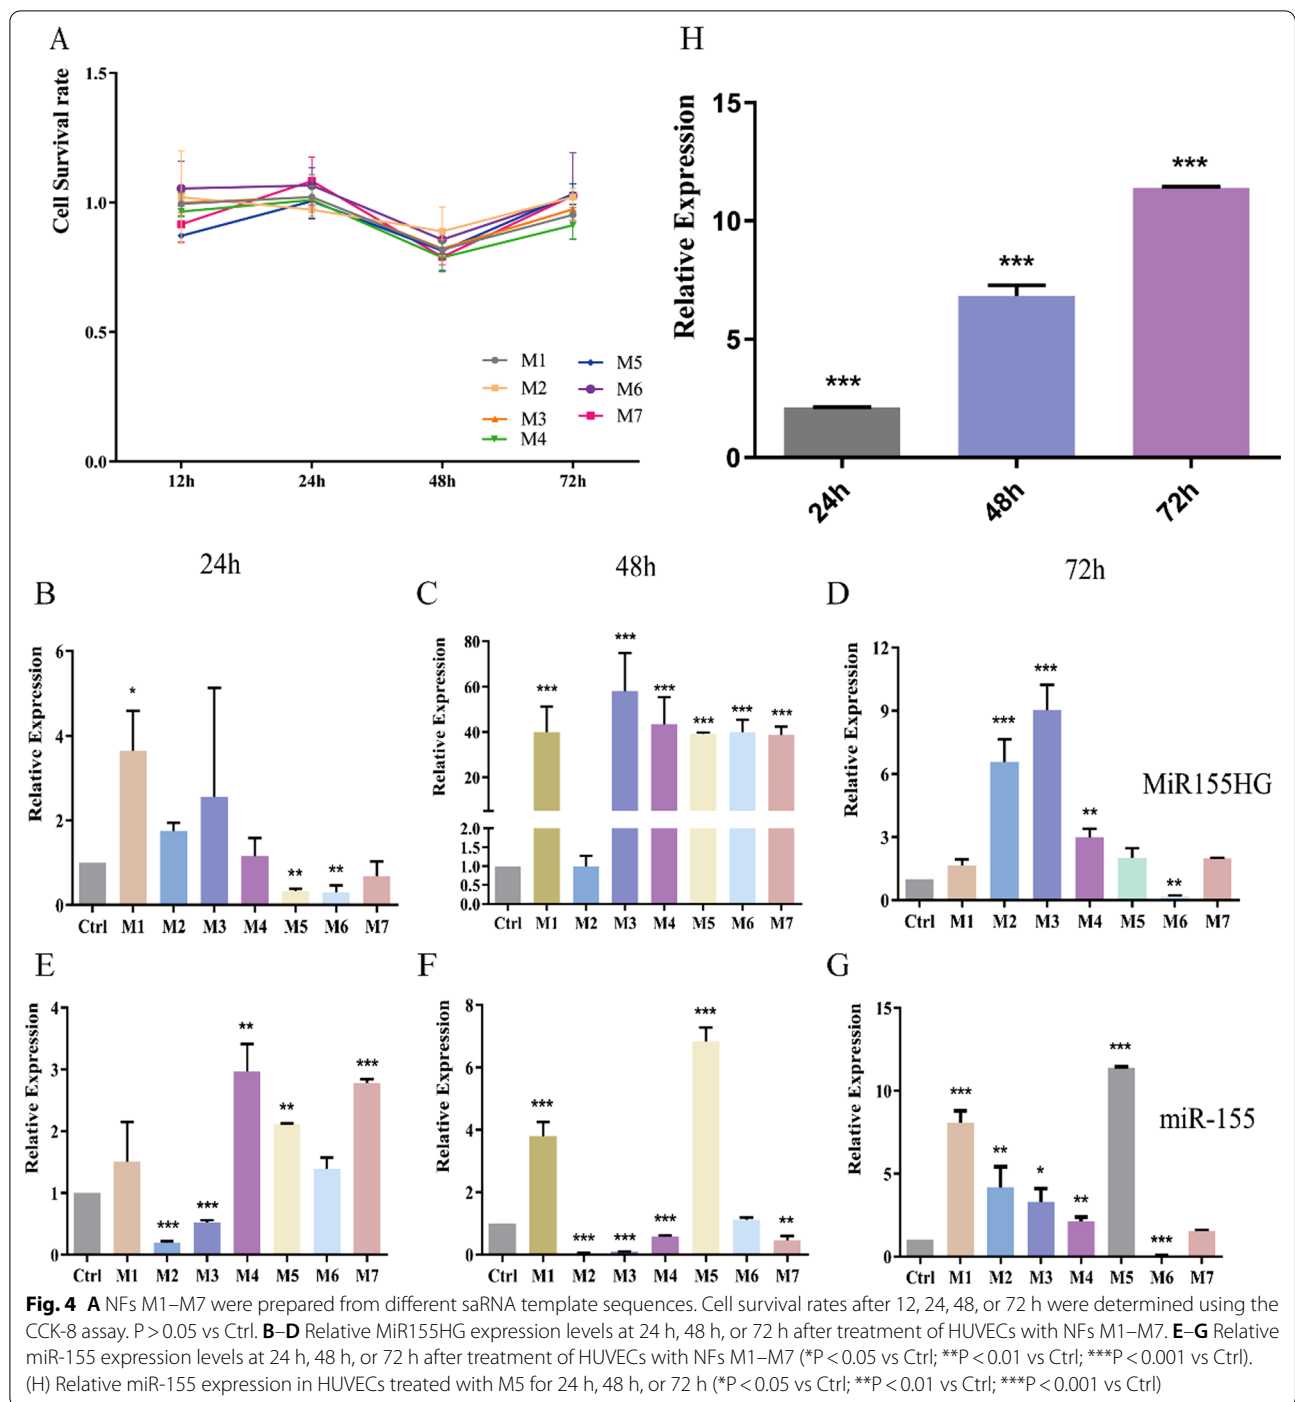 A
Cell Survival rate
1.5
1.0
0.5
0.0
12h 24h 48h 72h
M1
M2
M3
M4
M5
M6
M7
H
Relative Expression
15
10
5
0
***
***
***
24h 48h 72h
24h
48h
72h
B
Relative Expression
6
4
2
0
*
**
**
Ctrl M1 M2 M3 M4 M5 M6 M7
C
Relative Expression
80
60
40
20
2.0
1.5
1.0
0.5
0.0
***
***
***
***
***
***
Ctrl M1 M2 M3 M4 M5 M6 M7
D
Relative Expression
12
9
6
3
0
***
***
**
**
Ctrl M1 M2 M3 M4 M5 M6 M7
MiR155HG
E
Relative Expression
4
3
2
1
0
***
***
**
**
***
Ctrl M1 M2 M3 M4 M5 M6 M7
F
Relative Expression
8
6
4
2
0
***
***
***
***
***
**
Ctrl M1 M2 M3 M4 M5 M6 M7
G
Relative Expression
15
10
5
0
***
**
*
**
***
***
Ctrl M1 M2 M3 M4 M5 M6 M7
miR-155
Fig. 4 A NFs M1–M7 were prepared from different saRNA template sequences. Cell survival rates after 12, 24, 48, or 72 h were determined using the
CCK-8 assay. P > 0.05 vs Ctrl. B–D Relative MiR155HG expression levels at 24 h, 48 h, or 72 h after treatment of HUVECs with NFs M1–M7. E–G Relative
miR-155 expression levels at 24 h, 48 h, or 72 h after treatment of HUVECs with NFs M1–M7 (*P < 0.05 vs Ctrl; **P < 0.01 vs Ctrl; ***P < 0.001 vs Ctrl).
(H) Relative miR-155 expression in HUVECs treated with M5 for 24 h, 48 h, or 72 h (*P < 0.05 vs Ctrl; **P < 0.01 vs Ctrl; ***P < 0.001 vs Ctrl)